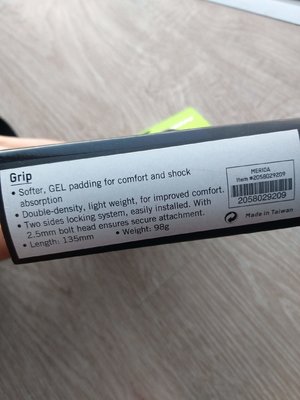 Grip
• Softer, GEL padding for comfort and shock
absorption
• Double-density, light weight, for improved comfort.
• Two sides locking system, easily installed. With
2.5mm bolt head ensures secure attachment.
• Length: 135mm • Weight: 98g
MERIDA
Item #2058029209
2058029209
Made in Taiwan